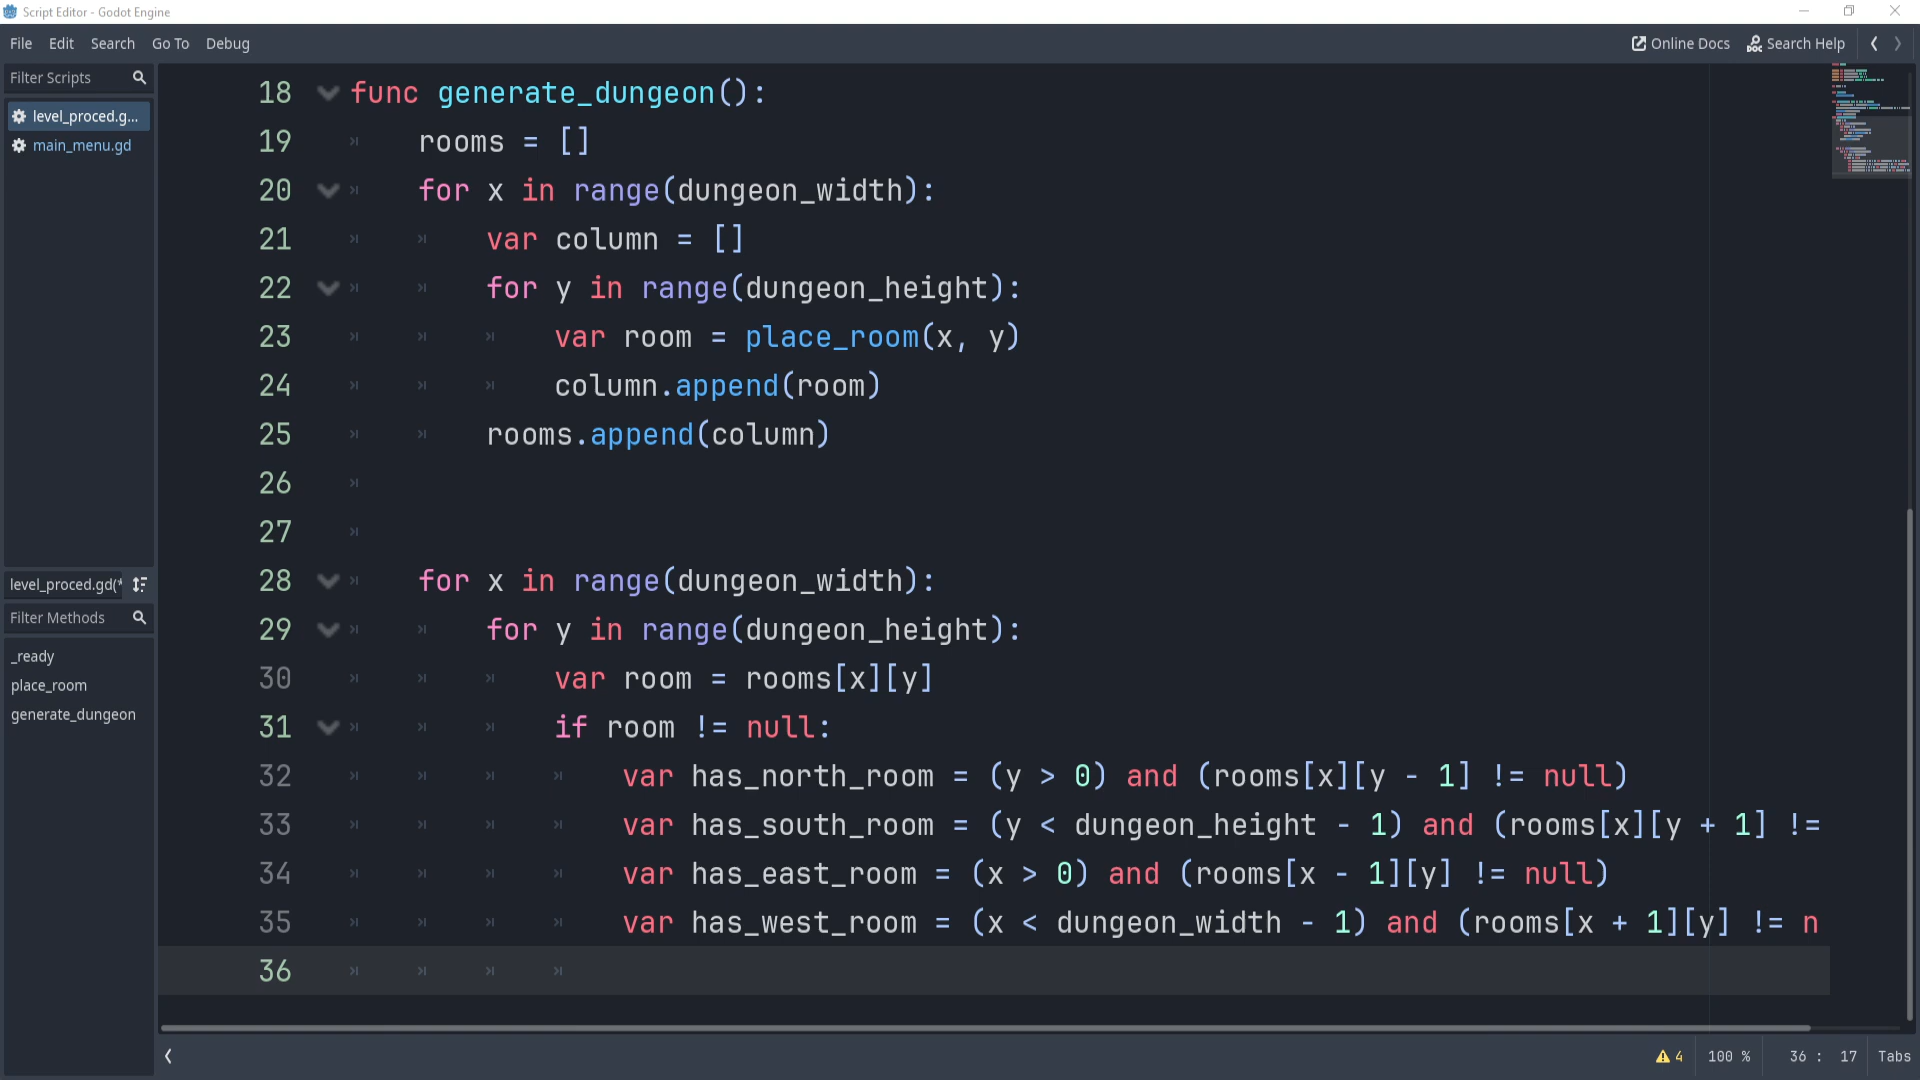 Script Editor - Godot Engine
File Edit Search Go To Debug
Online Docs Search Help
Filter Scripts
level_proced.g...
main_menu.gd
18 func generate_dungeon():
19 rooms = []
20 for x in range(dungeon_width):
21 var column = []
22 for y in range(dungeon_height):
23 var room = place_room(x, y)
24 column.append(room)
25 rooms.append(column)
26
27
28 for x in range(dungeon_width):
29 for y in range(dungeon_height):
30 var room = rooms[x][y]
31 if room != null:
32 var has_north_room = (y > 0) and (rooms[x][y - 1] != null)
33 var has_south_room = (y < dungeon_height - 1) and (rooms[x][y + 1] !=
34 var has_east_room = (x > 0) and (rooms[x - 1][y] != null)
35 var has_west_room = (x < dungeon_width - 1) and (rooms[x + 1][y] != n
36
level_proced.gd(*
Filter Methods
_ready
place_room
generate_dungeon
4 100 % 36 : 17 Tabs